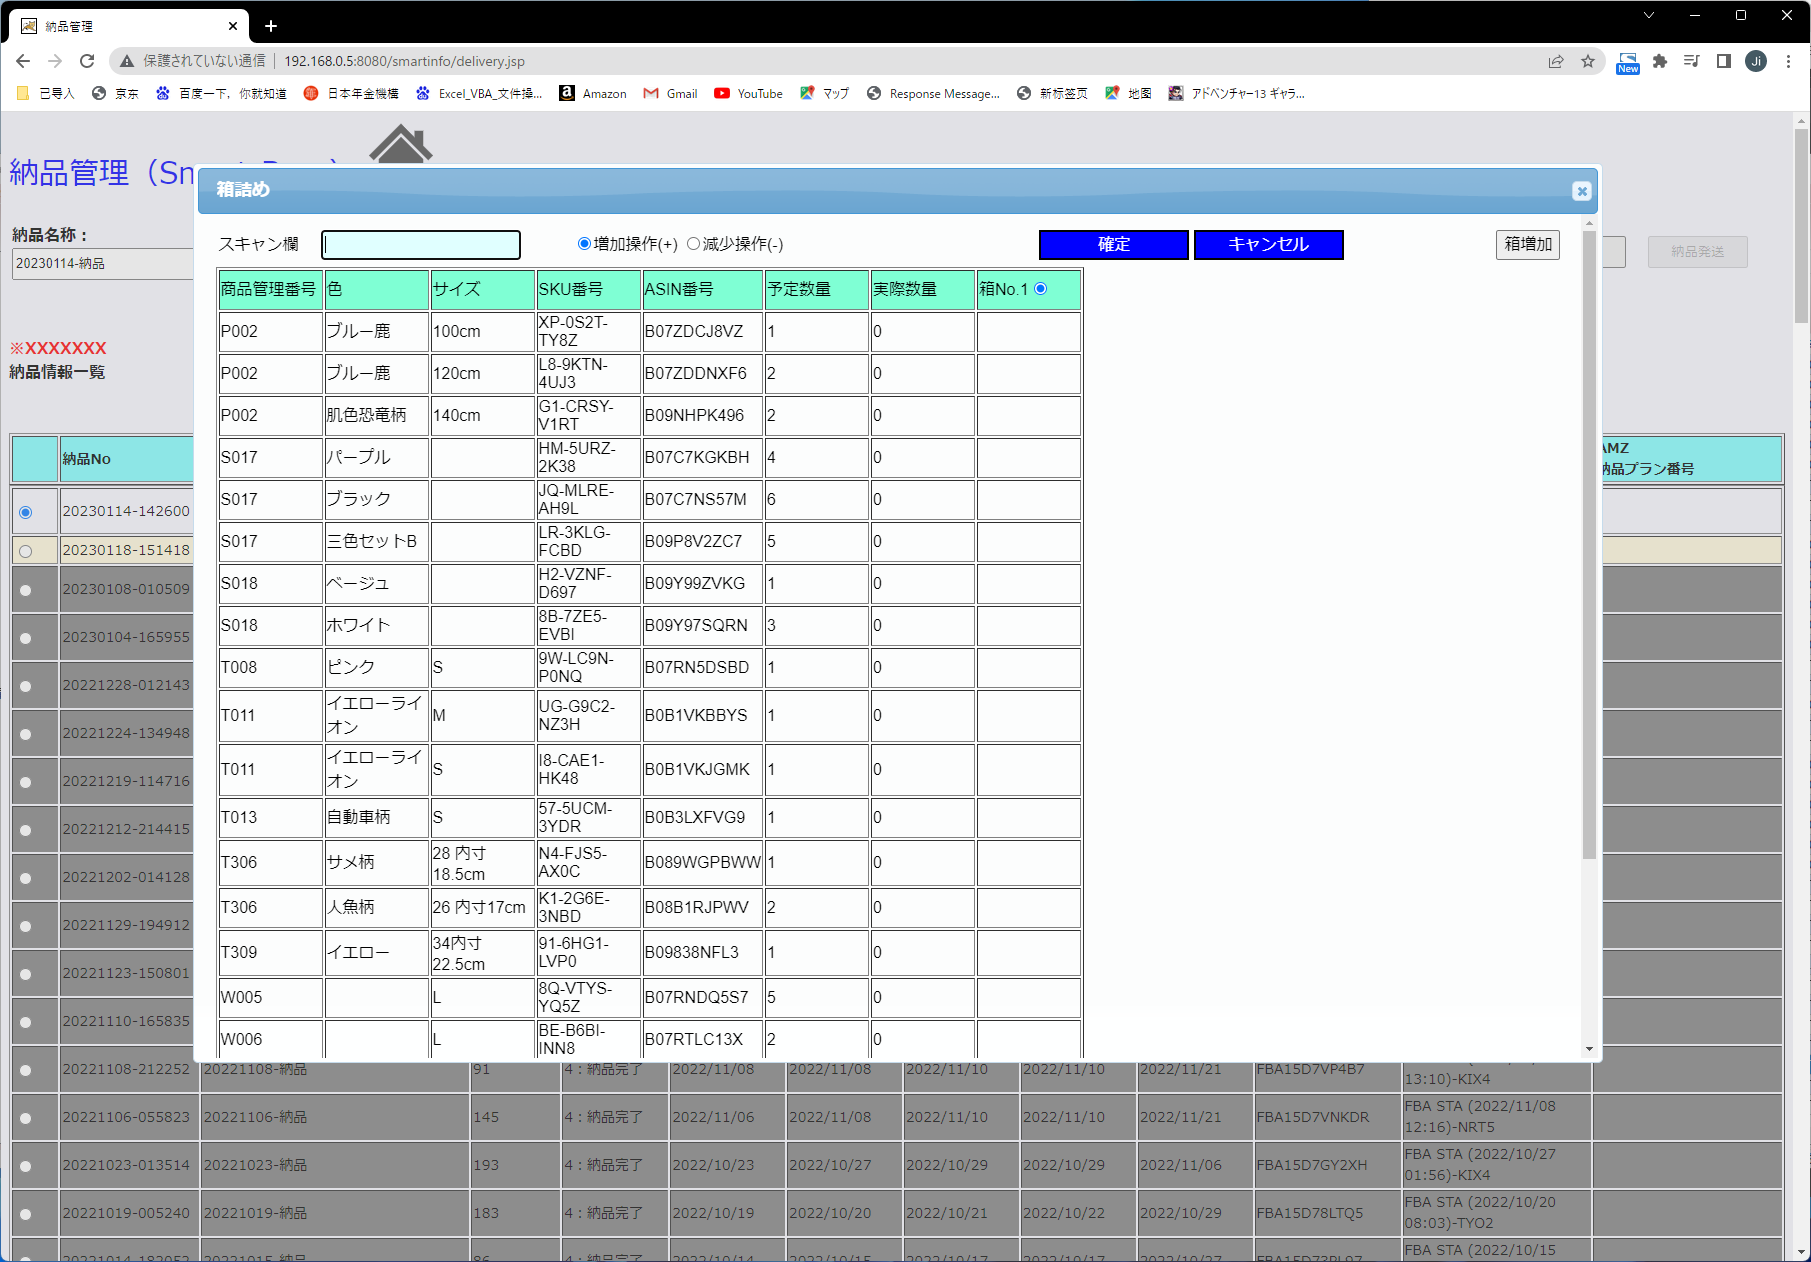 納品管理
保護されていない通信 192.168.0.5:8080/smartinfo/delivery.jsp
New
Ji
已导入 京东 百度一下，你就知道 日本年金機構 Excel_VBA_文件操... Amazon Gmail YouTube マップ Response Message... 新标签页 地图 アドベンチャー13 ギャラ...
納品管理（Sm
納品名称：
20230114-納品
納品発送
※XXXXXXX
納品情報一覧
納品No
AMZ
納品プラン番号
20230114-142600
20230118-151418
20230108-010509
20230104-165955
20221228-012143
20221224-134948
20221219-114716
20221212-214415
20221202-014128
20221129-194912
20221123-150801
20221110-165835
箱詰め
スキャン欄 増加操作(+) 減少操作(-) 確定 キャンセル 箱増加
商品管理番号 色 サイズ SKU番号 ASIN番号 予定数量 実際数量 箱No.1
P002 ブルー鹿 100cm XP-0S2T-TY8Z B07ZDCJ8VZ 1 0
P002 ブルー鹿 120cm L8-9KTN-4UJ3 B07ZDDNXF6 2 0
P002 肌色恐竜柄 140cm G1-CRSY-V1RT B09NHPK496 2 0
S017 パープル HM-5URZ-2K38 B07C7KGKBH 4 0
S017 ブラック JQ-MLRE-AH9L B07C7NS57M 6 0
S017 三色セットB LR-3KLG-FCBD B09P8V2ZC7 5 0
S018 ベージュ H2-VZNF-D697 B09Y99ZVKG 1 0
S018 ホワイト 8B-7ZE5-EVBI B09Y97SQRN 3 0
T008 ピンク S 9W-LC9N-P0NQ B07RN5DSBD 1 0
T011 イエローライオン M UG-G9C2-NZ3H B0B1VKBBYS 1 0
T011 イエローライオン S I8-CAE1-HK48 B0B1VKJGMK 1 0
T013 自動車柄 S 57-5UCM-3YDR B0B3LXFVG9 1 0
T306 サメ柄 28 内寸18.5cm N4-FJS5-AX0C B089WGPBWW 1 0
T306 人魚柄 26 内寸17cm K1-2G6E-3NBD B08B1RJPWV 2 0
T309 イエロー 34内寸22.5cm 91-6HG1-LVP0 B09838NFL3 1 0
W005 L 8Q-VTYS-YQ5Z B07RNDQ5S7 5 0
W006 L BE-B6BI-INN8 B07RTLC13X 2 0
20221108-212252 20221108-納品 91 4：納品完了 2022/11/08 2022/11/08 2022/11/10 2022/11/10 2022/11/21 FBA15D7VP4B7 13:10)-KIX4
20221106-055823 20221106-納品 145 4：納品完了 2022/11/06 2022/11/08 2022/11/10 2022/11/10 2022/11/21 FBA15D7VNKDR FBA STA (2022/11/08 12:16)-NRT5
20221023-013514 20221023-納品 193 4：納品完了 2022/10/23 2022/10/27 2022/10/29 2022/10/29 2022/11/06 FBA15D7GY2XH FBA STA (2022/10/27 01:56)-KIX4
20221019-005240 20221019-納品 183 4：納品完了 2022/10/19 2022/10/20 2022/10/21 2022/10/22 2022/10/29 FBA15D78LTQ5 FBA STA (2022/10/20 08:03)-TYO2
FBA STA (2022/10/15